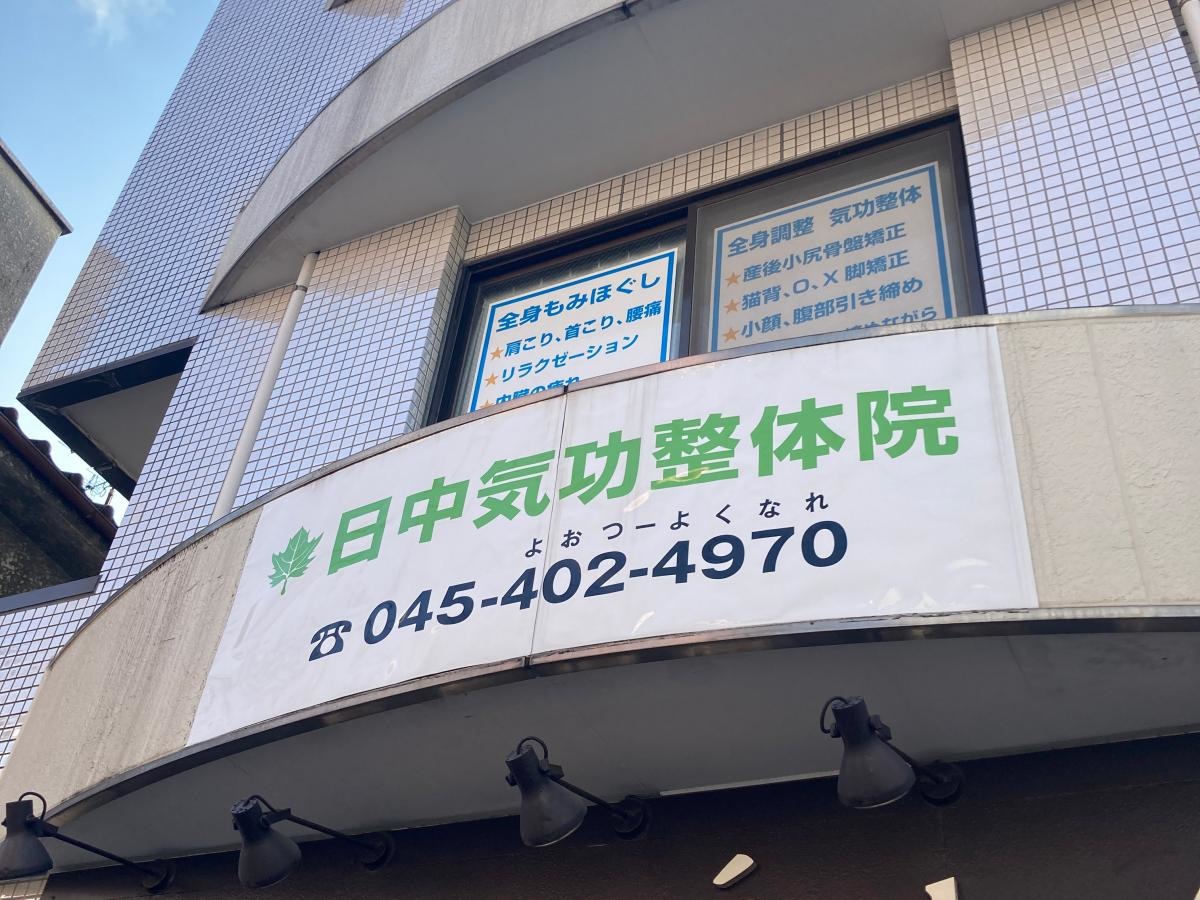 全身もみほぐし
★肩こり、首こり、腰痛
★リラクゼーション
全身調整 気功整体
★産後小尻骨盤矯正
★猫背、O、X脚矯正
★小顔、腹部引き締め
ながら
日中気功整体院
よおつーよくなれ
☎045-402-4970